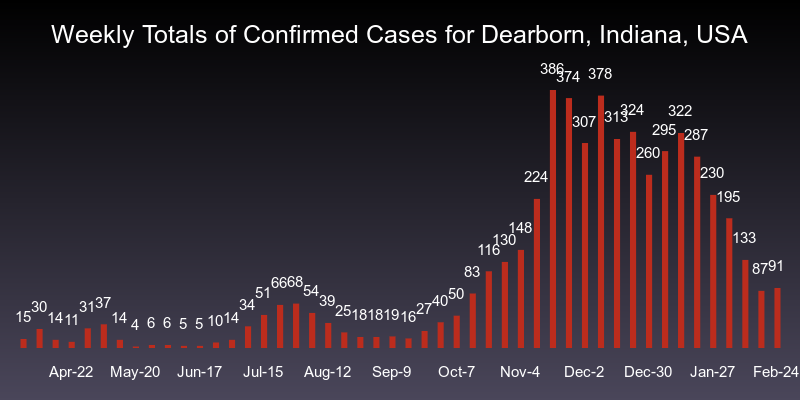 Weekly Totals of Confirmed Cases for Dearborn, Indiana, USA
15 30 14 11 31 37 14 4 6 6 5 5 10 14 34 51 66 68 54 39 25 18 18 19 16 27 40 50 83 116 130 148 224 386 374 307 378 313 324 260 295 322 287 230 195 133 87 91
Apr-22 May-20 Jun-17 Jul-15 Aug-12 Sep-9 Oct-7 Nov-4 Dec-2 Dec-30 Jan-27 Feb-24